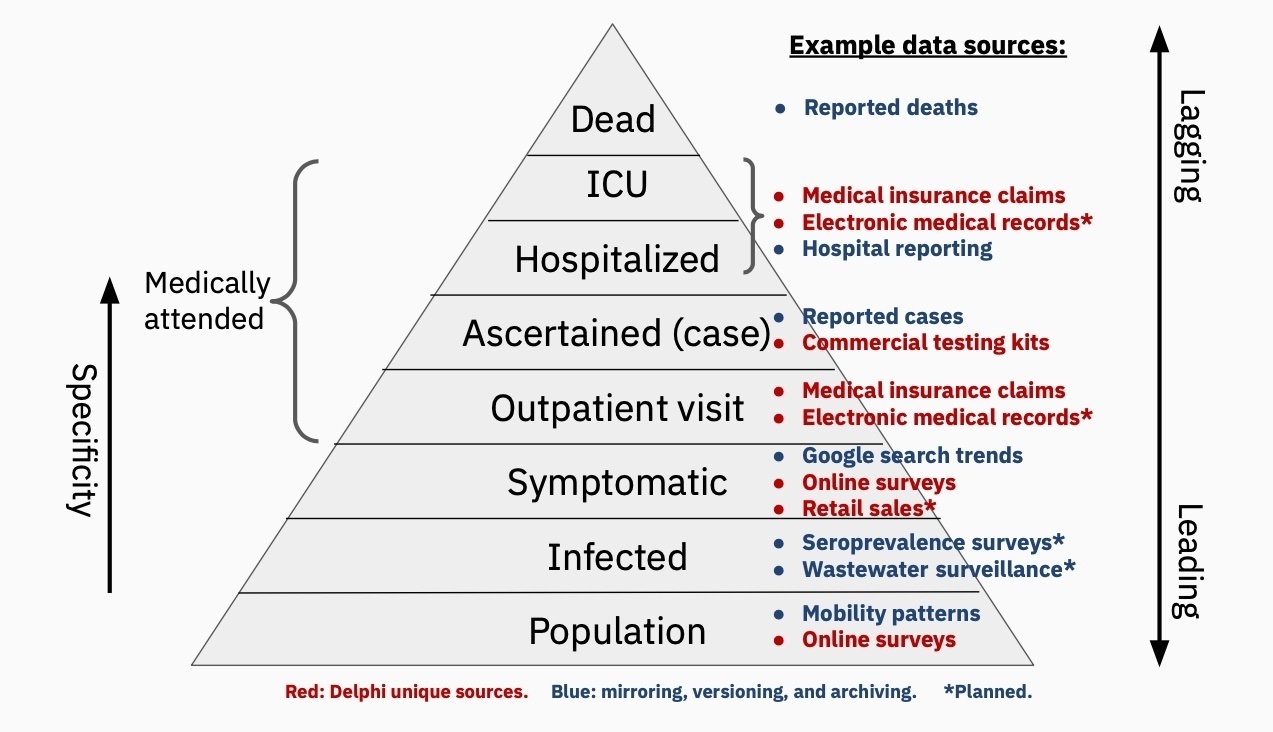 Example data sources:
Dead
• Reported deaths
ICU
Hospitalized
• Medical insurance claims
• Electronic medical records*
• Hospital reporting
Ascertained (case)
• Reported cases
• Commercial testing kits
Outpatient visit
• Medical insurance claims
• Electronic medical records*
Symptomatic
• Google search trends
• Online surveys
• Retail sales*
Infected
• Seroprevalence surveys*
• Wastewater surveillance*
Population
• Mobility patterns
• Online surveys
Medically
attended
Specificity
Lagging
Leading
Red: Delphi unique sources. Blue: mirroring, versioning, and archiving. *Planned.